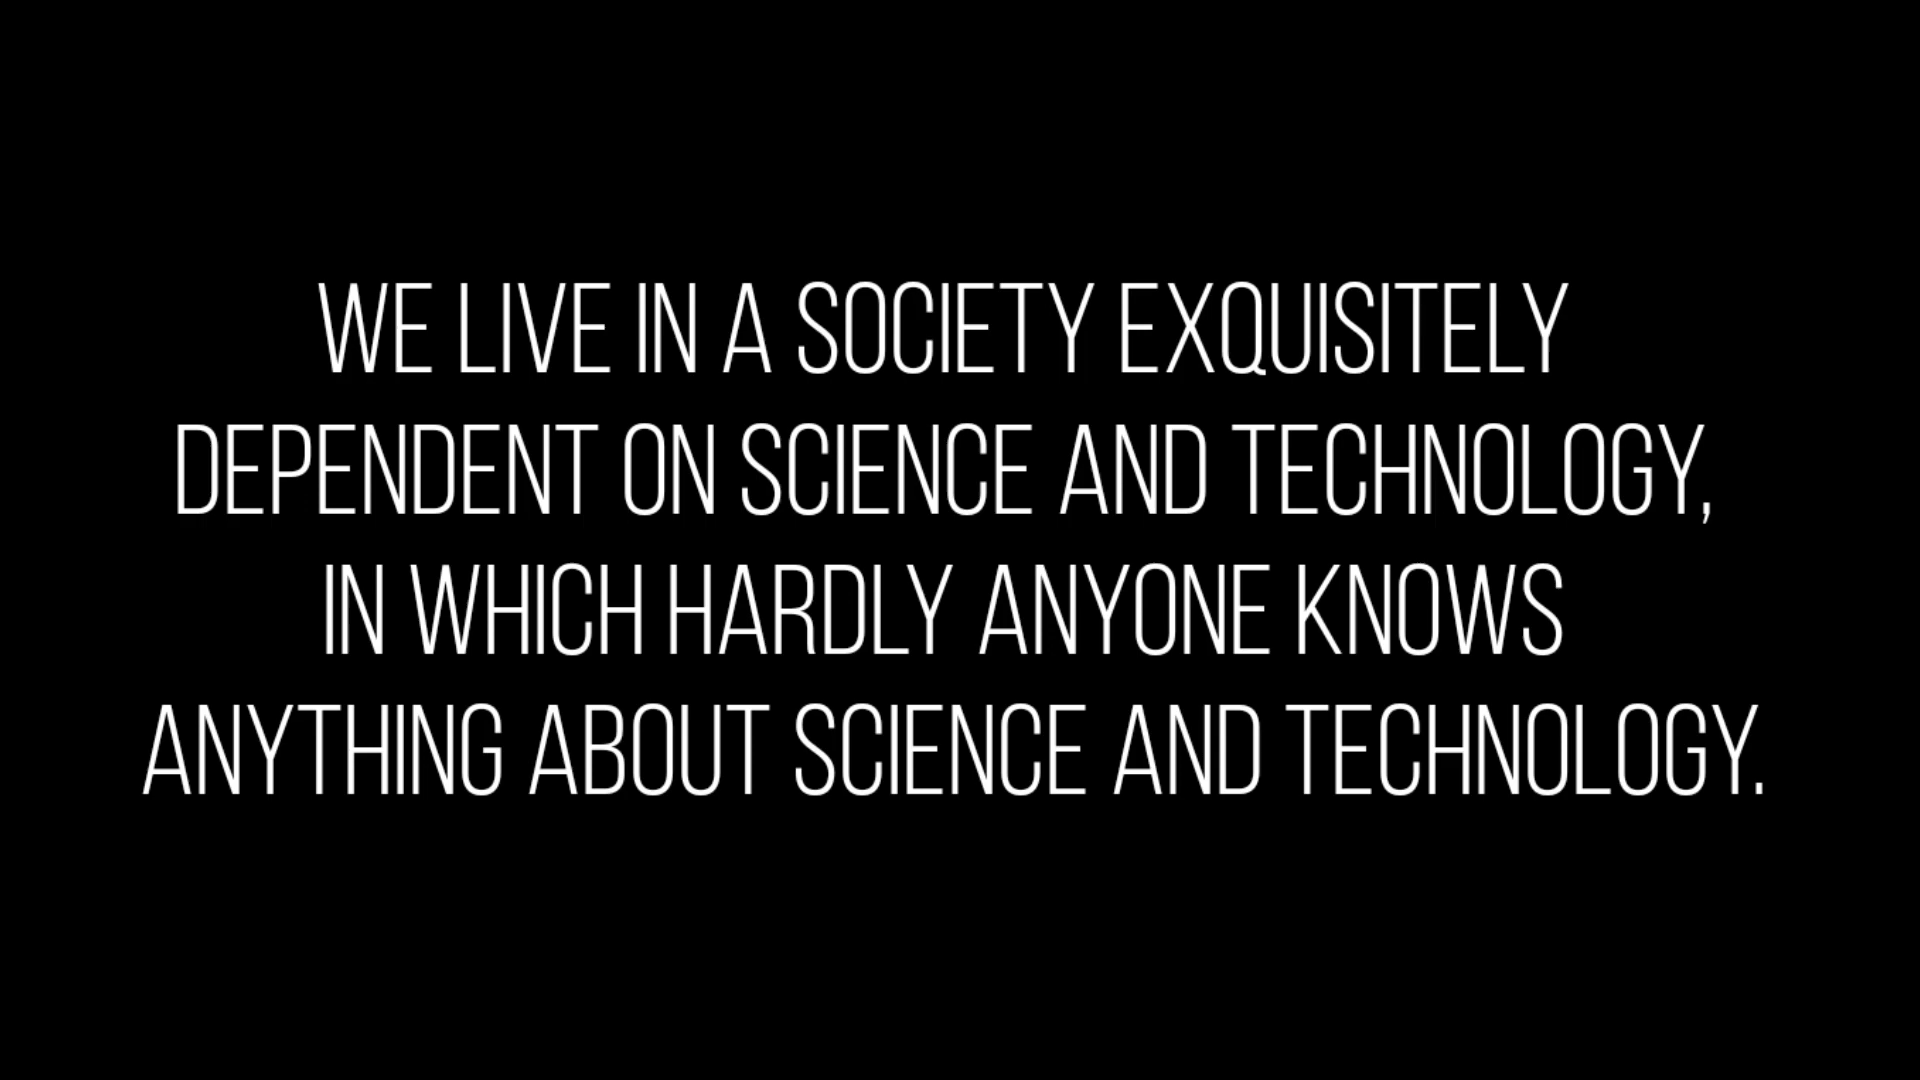 WE LIVE IN A SOCIETY EXQUISITELY
DEPENDENT ON SCIENCE AND TECHNOLOGY,
IN WHICH HARDLY ANYONE KNOWS
ANYTHING ABOUT SCIENCE AND TECHNOLOGY.